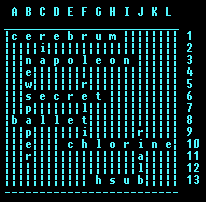 A B C D E F G H I J K L
c e r e b r u m 1
i 2
n a p o l e o n 3
e 4
w r 5
s e c r e t 6
p l 7
b a l l e t 8
p i r 9
e c h l o r i n e 10
r a 11
l 12
h s u b 13